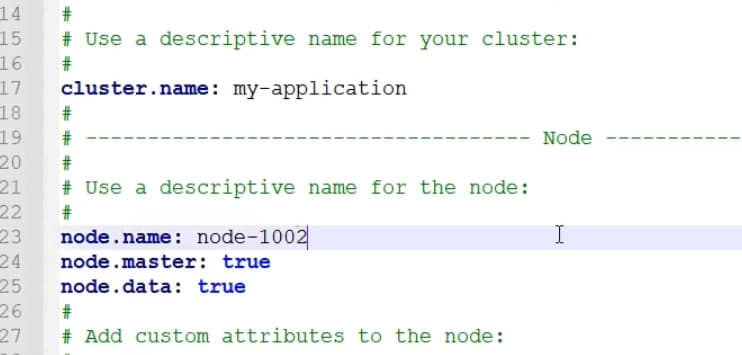 14 #
15 # Use a descriptive name for your cluster:
16 #
17 cluster.name: my-application
18 #
19 # ------------------------------------ Node -----------
20 #
21 # Use a descriptive name for the node:
22 #
23 node.name: node-1002
24 node.master: true
25 node.data: true
26 #
27 # Add custom attributes to the node: